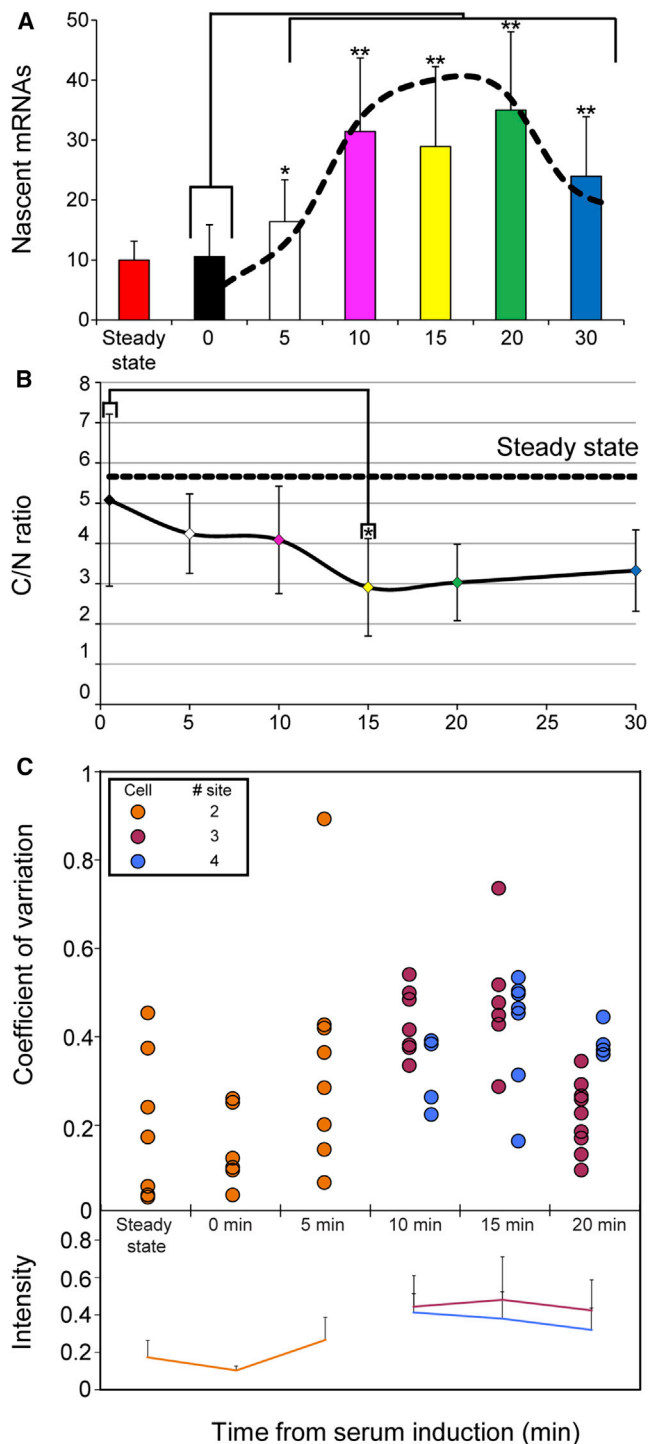 A
Nascent mRNAs
50
40
30
20
10
0
* ** ** ** **
Steady state 0 5 10 15 20 30
B
C/N ratio
8
7
6
5
4
3
2
1
0
Steady state
*
0 5 10 15 20 25 30
C
Coefficient of varriation
1
0.8
0.6
0.4
0.2
0
Cell # site
2
3
4
Steady state 0 min 5 min 10 min 15 min 20 min
Intensity
0.8
0.6
0.4
0.2
0
Time from serum induction (min)